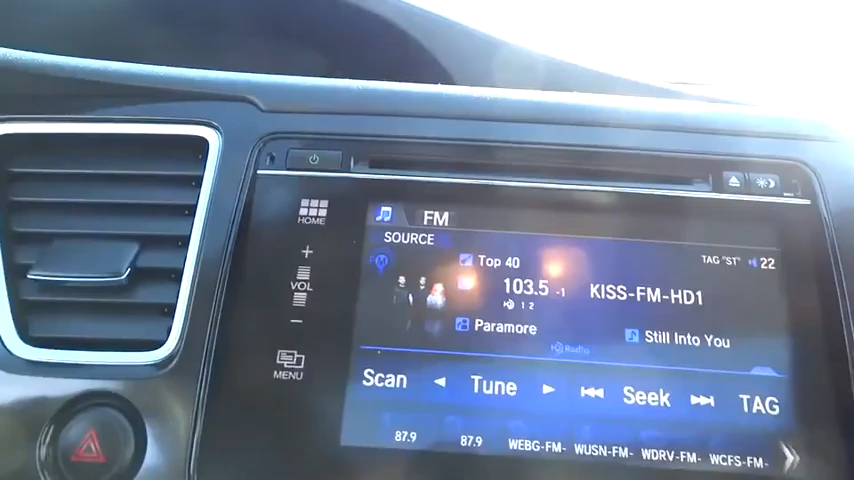 FM
HOME
SOURCE
Top 40
TAG "ST"
22
+
103.5 -1
KISS-FM-HD1
VOL
1 2
−
Paramore
Still Into You
HD Radio
MENU
Scan
Tune
Seek
TAG
87.9
87.9
WEBG-FM-
WUSN-FM-
WDRV-FM-
WCFS-FM-